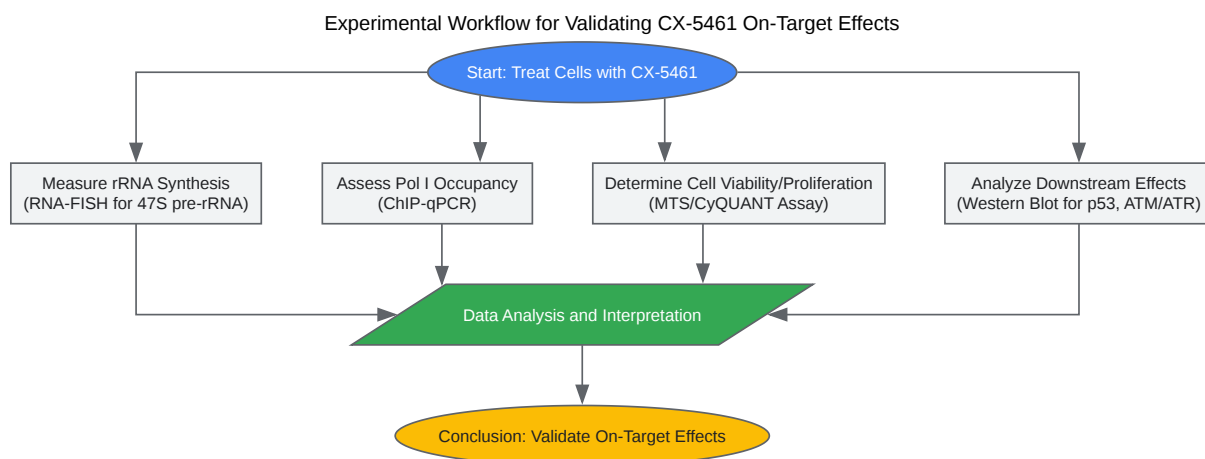 Experimental Workflow for Validating CX-5461 On-Target Effects
Start: Treat Cells with CX-5461
Measure rRNA Synthesis
(RNA-FISH for 47S pre-rRNA)
Assess Pol I Occupancy
(ChIP-qPCR)
Determine Cell Viability/Proliferation
(MTS/CyQUANT Assay)
Analyze Downstream Effects
(Western Blot for p53, ATM/ATR)
Data Analysis and Interpretation
Conclusion: Validate On-Target Effects